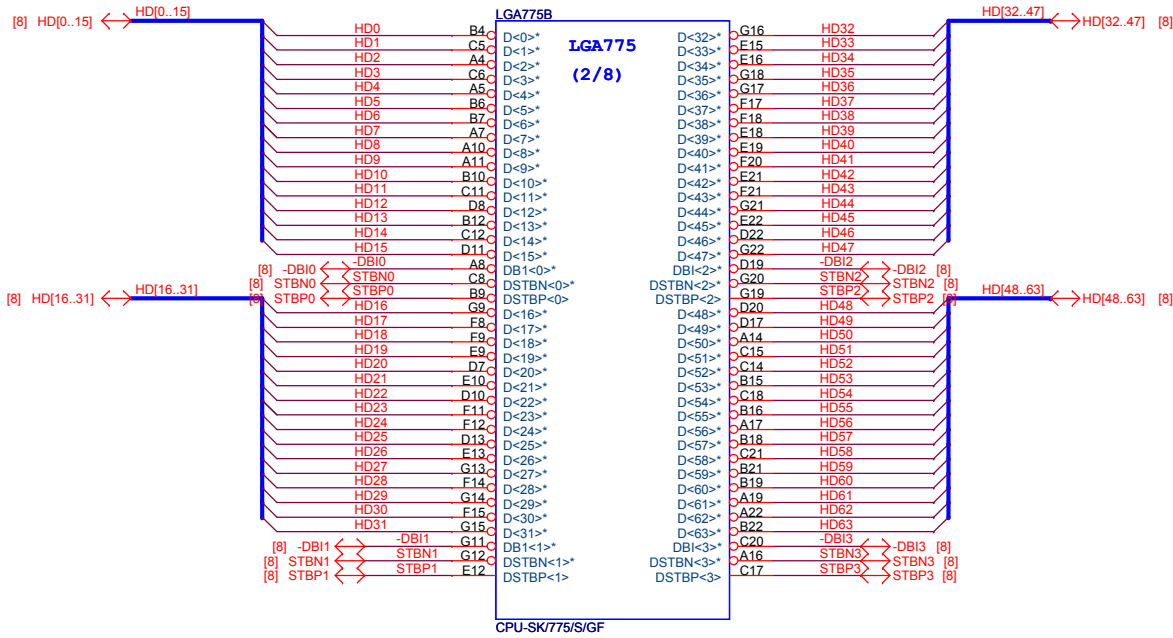 LGA775B
[8] HD[0..15] HD[0..15] HD[32..47] HD[32..47] [8]
LGA775
(2/8)
HD0 B4 D<0>* D<32>* G16 HD32
HD1 C5 D<1>* D<33>* E15 HD33
HD2 A4 D<2>* D<34>* E16 HD34
HD3 C6 D<3>* D<35>* G18 HD35
HD4 A5 D<4>* D<36>* G17 HD36
HD5 B6 D<5>* D<37>* F17 HD37
HD6 B7 D<6>* D<38>* F18 HD38
HD7 A7 D<7>* D<39>* E18 HD39
HD8 A10 D<8>* D<40>* E19 HD40
HD9 A11 D<9>* D<41>* F20 HD41
HD10 B10 D<10>* D<42>* E21 HD42
HD11 C11 D<11>* D<43>* F21 HD43
HD12 D8 D<12>* D<44>* G21 HD44
HD13 B12 D<13>* D<45>* E22 HD45
HD14 C12 D<14>* D<46>* D22 HD46
HD15 D11 D<15>* D<47>* G22 HD47
[8] -DBI0 -DBI0 A8 DB1<0>* DBI<2>* D19 -DBI2 -DBI2 [8]
[8] STBN0 STBN0 C8 DSTBN<0>* DSTBN<2>* G20 STBN2 STBN2 [8]
[8] STBP0 STBP0 B9 DSTBP<0> DSTBP<2> G19 STBP2 STBP2 [8]
[8] HD[16..31] HD[16..31] HD[48..63] HD[48..63] [8]
HD16 G9 D<16>* D<48>* D20 HD48
HD17 F8 D<17>* D<49>* D17 HD49
HD18 F9 D<18>* D<50>* A14 HD50
HD19 E9 D<19>* D<51>* C15 HD51
HD20 D7 D<20>* D<52>* C14 HD52
HD21 E10 D<21>* D<53>* B15 HD53
HD22 D10 D<22>* D<54>* C18 HD54
HD23 F11 D<23>* D<55>* B16 HD55
HD24 F12 D<24>* D<56>* A17 HD56
HD25 D13 D<25>* D<57>* B18 HD57
HD26 E13 D<26>* D<58>* C21 HD58
HD27 G13 D<27>* D<59>* B21 HD59
HD28 F14 D<28>* D<60>* B19 HD60
HD29 G14 D<29>* D<61>* A19 HD61
HD30 F15 D<30>* D<62>* A22 HD62
HD31 G15 D<31>* D<63>* B22 HD63
[8] -DBI1 -DBI1 G11 DB1<1>* DBI<3>* C20 -DBI3 -DBI3 [8]
[8] STBN1 STBN1 G12 DSTBN<1>* DSTBN<3>* A16 STBN3 STBN3 [8]
[8] STBP1 STBP1 E12 DSTBP<1> DSTBP<3> C17 STBP3 STBP3 [8]
CPU-SK/775/S/GF